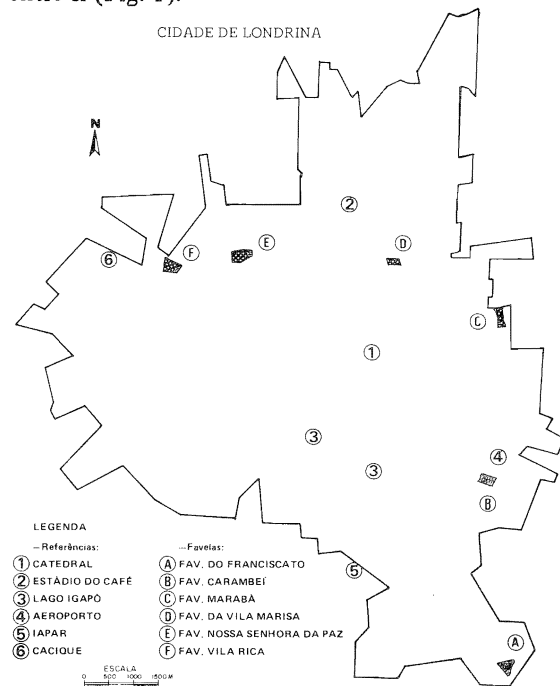 CIDADE DE LONDRINA
N
2
E
F
D
6
C
1
3
4
3
B
5
A
LEGENDA
—Referências:
1 CATEDRAL
2 ESTÁDIO DO CAFÉ
3 LAGO IGAPÓ
4 AEROPORTO
5 IAPAR
6 CACIQUE
—Favelas:
A FAV. DO FRANCISCATO
B FAV. CARAMBEÍ
C FAV. MARABÁ
D FAV. DA VILA MARISA
E FAV. NOSSA SENHORA DA PAZ
F FAV. VILA RICA
ESCALA
0 500 1000 1500 M